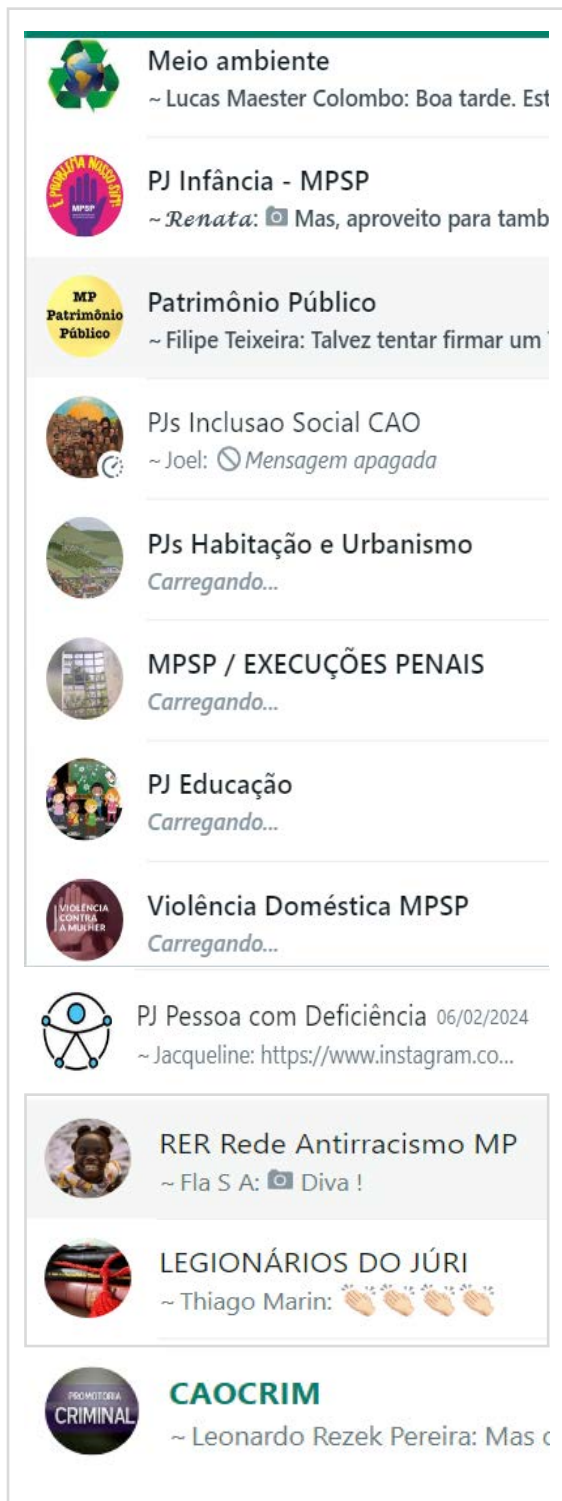 Meio ambiente
~ Lucas Maester Colombo: Boa tarde. Est
É PROBLEMA NOSSO SIM!
MPSP
PJ Infância - MPSP
~ Renata: Mas, aproveito para tamb
MP
Patrimônio
Público
Patrimônio Público
~ Filipe Teixeira: Talvez tentar firmar um
PJs Inclusao Social CAO
~ Joel: Mensagem apagada
PJs Habitação e Urbanismo
Carregando...
MPSP / EXECUÇÕES PENAIS
Carregando...
PJ Educação
Carregando...
VIOLÊNCIA
CONTRA
A MULHER
Violência Doméstica MPSP
Carregando...
PJ Pessoa com Deficiência 06/02/2024
~ Jacqueline: https://www.instagram.co...
RER Rede Antirracismo MP
~ Fla S A: Diva !
LEGIONÁRIOS DO JÚRI
~ Thiago Marin: 👏🏻👏🏻👏🏻👏🏻
PROMOTORIA
CRIMINAL
CAOCRIM
~ Leonardo Rezek Pereira: Mas